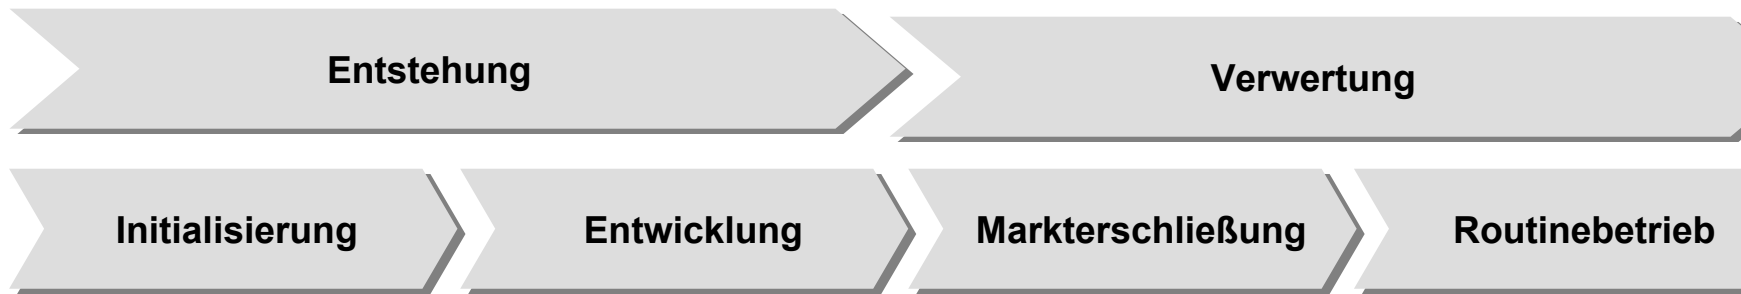 Entstehung
Verwertung
Initialisierung
Entwicklung
Markterschließung
Routinebetrieb